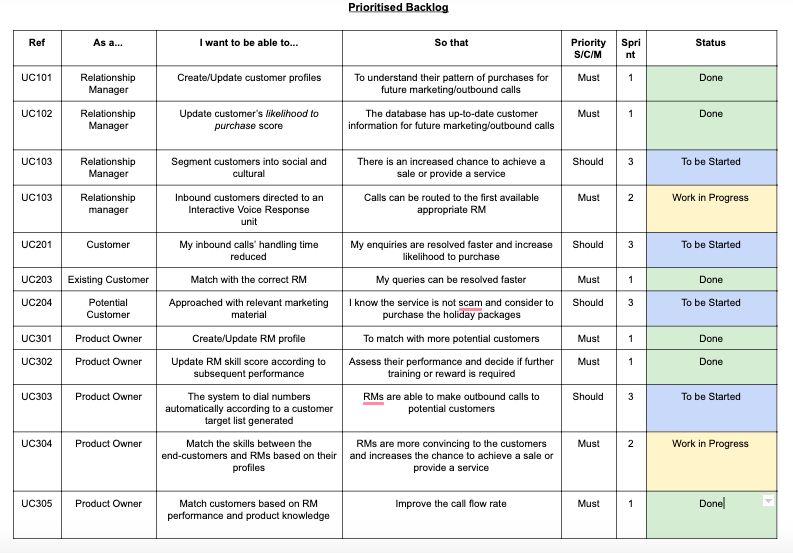 Prioritised Backlog
Ref As a... I want to be able to... So that Priority S/C/M Spri nt Status
UC101 Relationship Manager Create/Update customer profiles To understand their pattern of purchases for future marketing/outbound calls Must 1 Done
UC102 Relationship Manager Update customer's likelihood to purchase score The database has up-to-date customer information for future marketing/outbound calls Must 1 Done
UC103 Relationship Manager Segment customers into social and cultural There is an increased chance to achieve a sale or provide a service Should 3 To be Started
UC103 Relationship manager Inbound customers directed to an Interactive Voice Response unit Calls can be routed to the first available appropriate RM Must 2 Work in Progress
UC201 Customer My inbound calls' handling time reduced My enquiries are resolved faster and increase likelihood to purchase Should 3 To be Started
UC203 Existing Customer Match with the correct RM My queries can be resolved faster Must 1 Done
UC204 Potential Customer Approached with relevant marketing material I know the service is not scam and consider to purchase the holiday packages Should 3 To be Started
UC301 Product Owner Create/Update RM profile To match with more potential customers Must 1 Done
UC302 Product Owner Update RM skill score according to subsequent performance Assess their performance and decide if further training or reward is required Must 1 Done
UC303 Product Owner The system to dial numbers automatically according to a customer target list generated RMs are able to make outbound calls to potential customers Should 3 To be Started
UC304 Product Owner Match the skills between the end-customers and RMs based on their profiles RMs are more convincing to the customers and increases the chance to achieve a sale or provide a service Must 2 Work in Progress
UC305 Product Owner Match customers based on RM performance and product knowledge Improve the call flow rate Must 1 Done